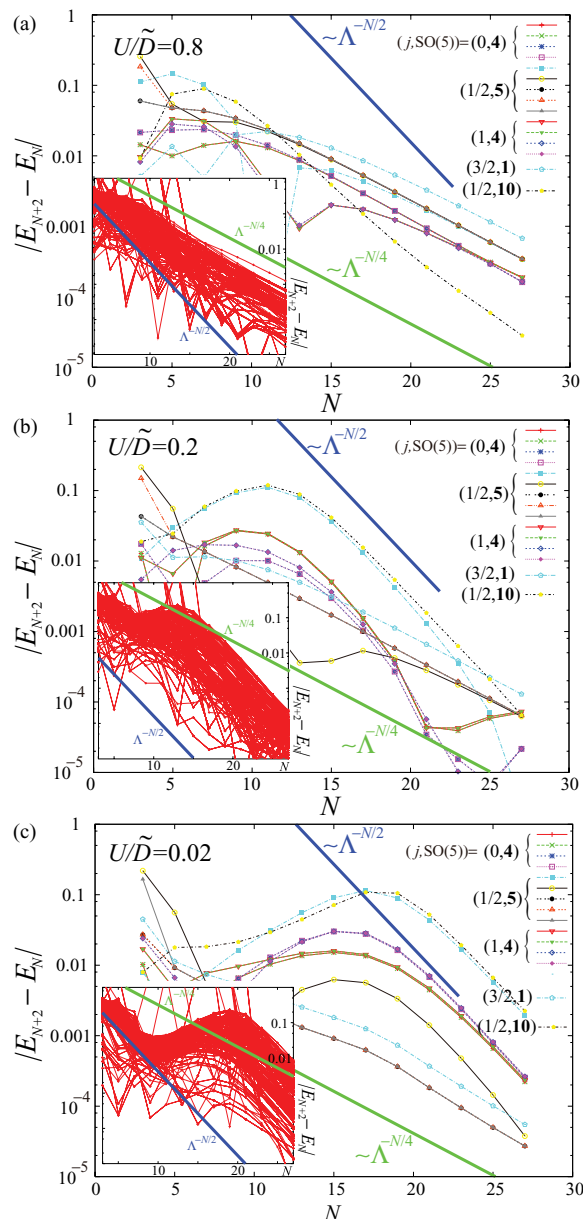 (a)
U/D̃=0.8
~Λ^{-N/2}
(j,SO(5))=(0,4)
(1/2,5)
(1,4)
(3/2,1)
(1/2,10)
|E_{N+2}− E_N|
1
0.1
0.01
0.001
10^{-4}
10^{-5}
Λ^{-N/4}
0.01
~Λ^{-N/4}
Λ^{-N/2}
|E_{N+2}− E_N|
10 20 N
0 5 10 15 20 25 30
N
(b)
U/D̃=0.2
~Λ^{-N/2}
(j,SO(5))= (0,4)
(1/2,5)
(1,4)
(3/2,1)
(1/2,10)
|E_{N+2}− E_N|
1
0.1
0.01
0.001
10^{-4}
10^{-5}
Λ^{-N/4}
0.01
~Λ^{-N/4}
Λ^{-N/2}
|E_{N+2}− E_N|
10 20 N
0 5 10 15 20 25 30
N
(c)
U/D̃=0.02
~Λ^{-N/2}
(j,SO(5))= (0,4)
(1/2,5)
(1,4)
(3/2,1)
(1/2,10)
|E_{N+2}− E_N|
1
0.1
0.01
0.001
10^{-4}
10^{-5}
Λ^{-N/4}
0.01
~Λ^{-N/4}
Λ^{-N/2}
|E_{N+2}− E_N|
10 20 N
0 5 10 15 20 25 30
N